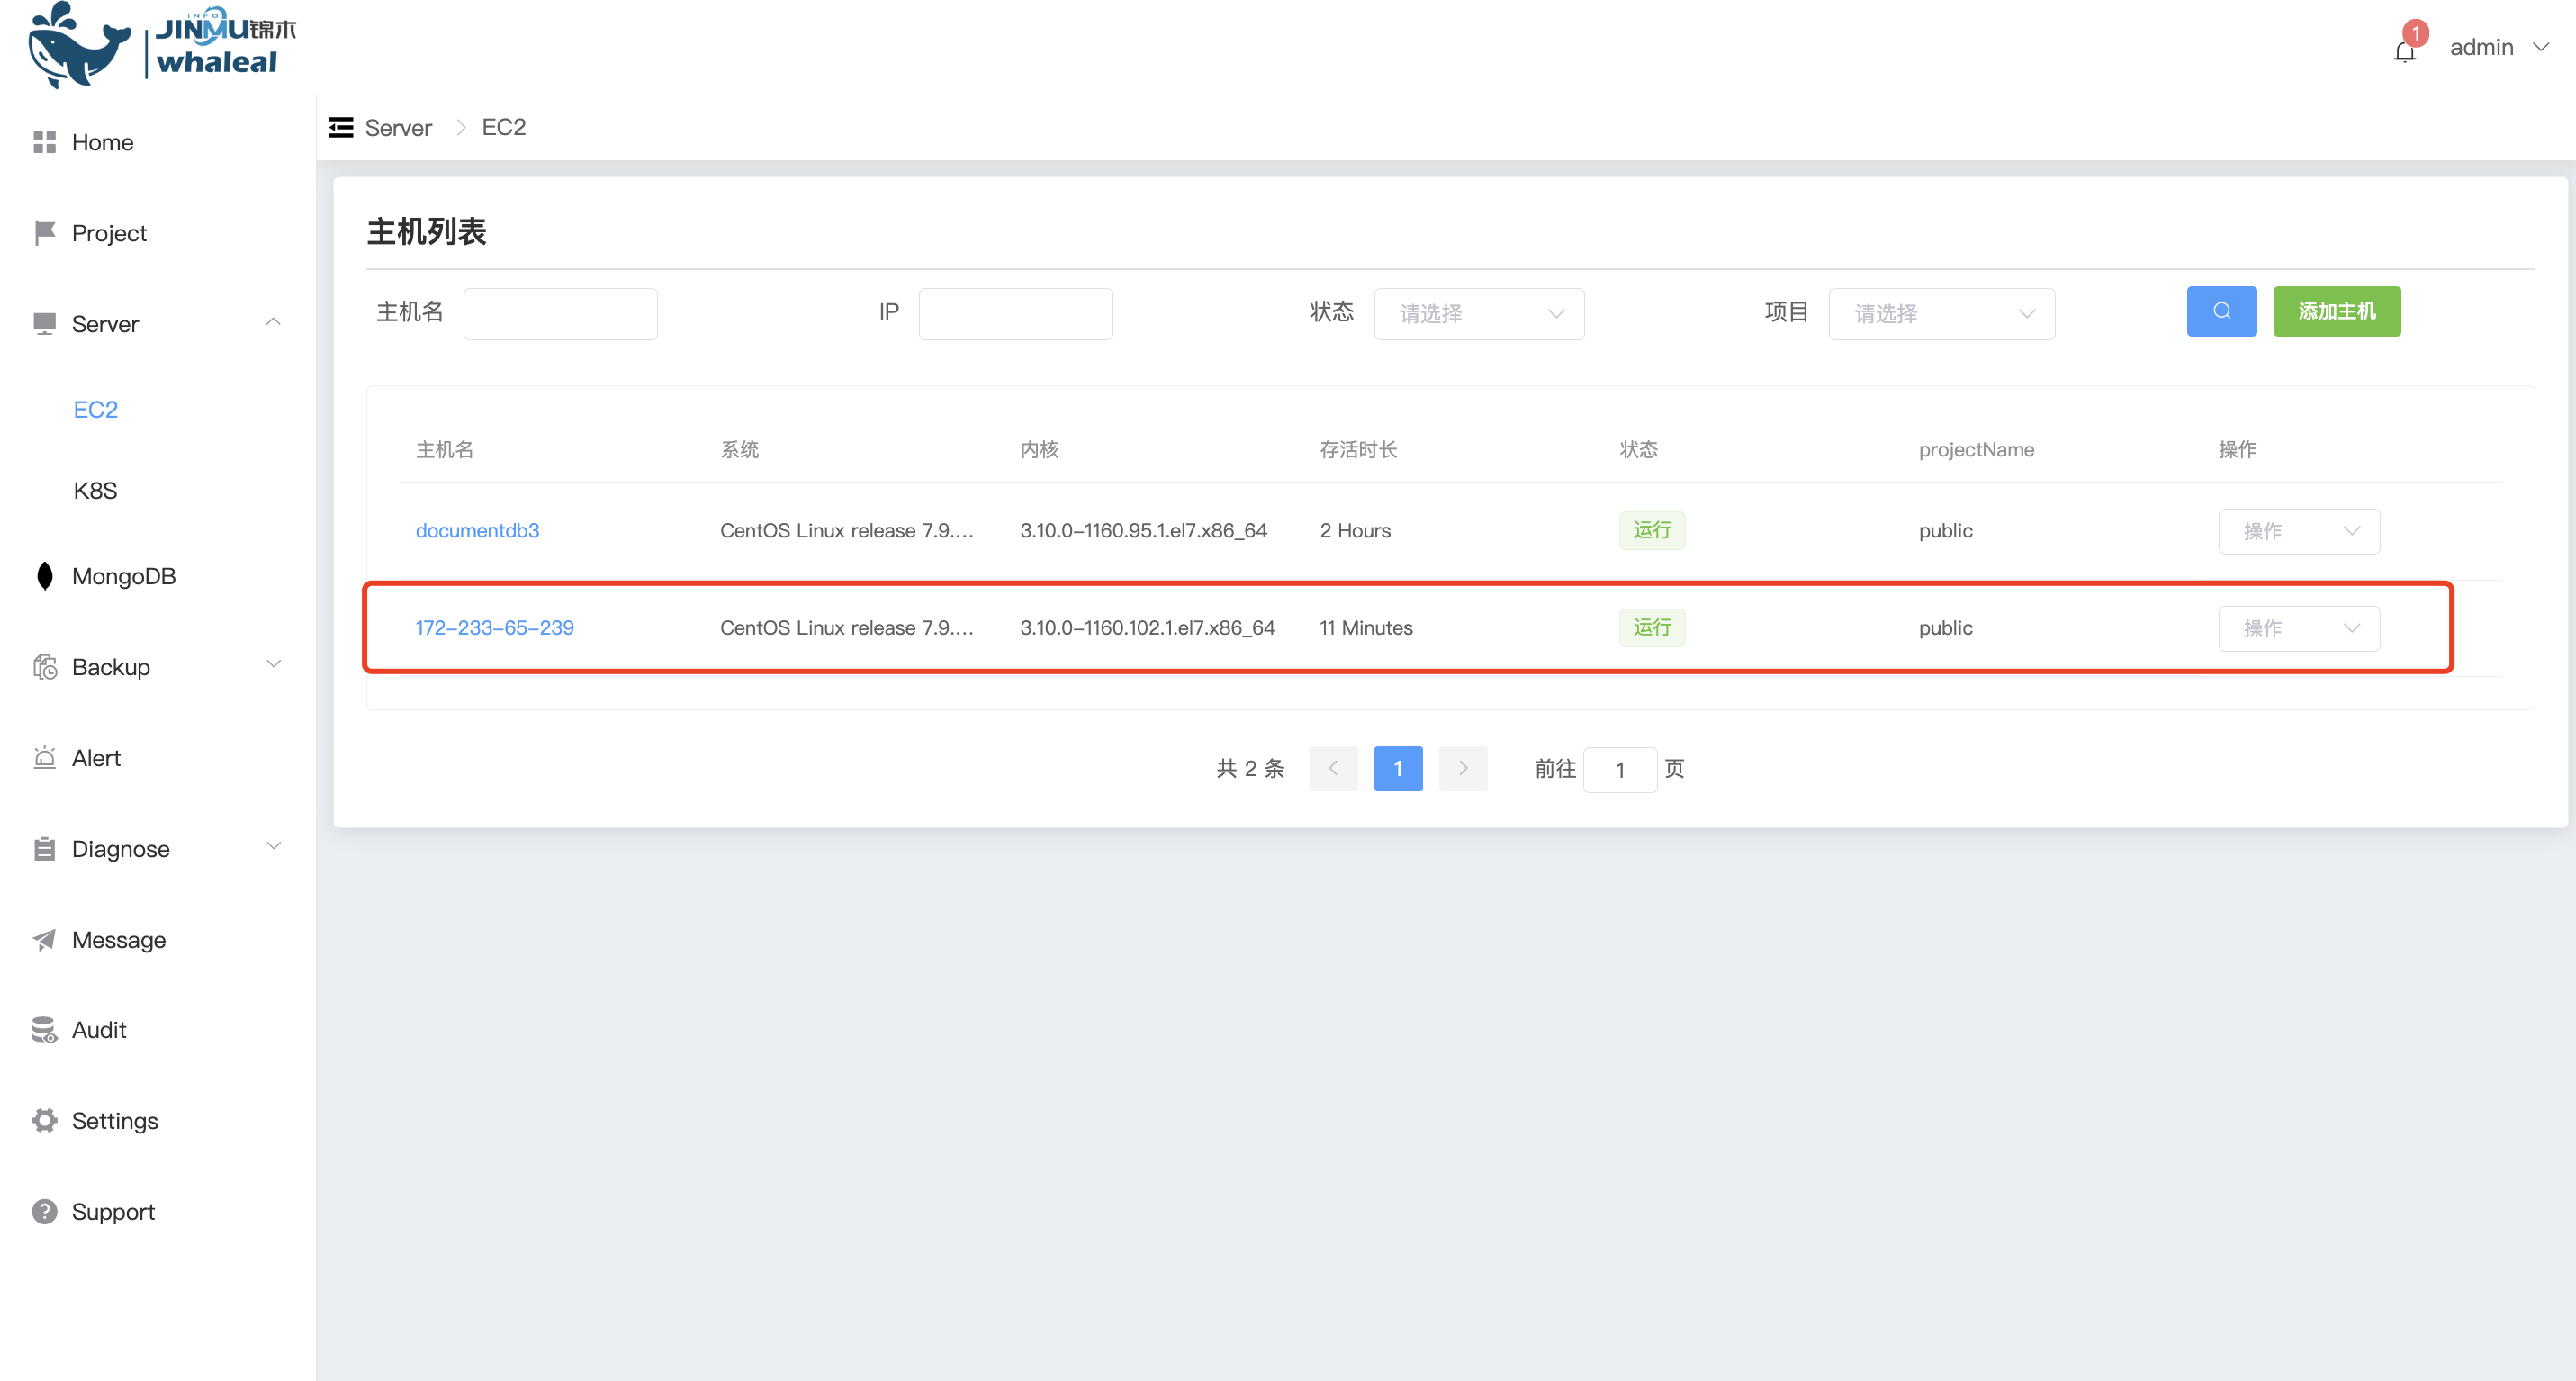 INFO
JINMU锦木
whaleal
1
admin
Home
Project
Server
EC2
K8S
MongoDB
Backup
Alert
Diagnose
Message
Audit
Settings
Support
Server EC2
主机列表
主机名 IP 状态 请选择 项目 请选择 添加主机
主机名 系统 内核 存活时长 状态 projectName 操作
documentdb3 CentOS Linux release 7.9.... 3.10.0-1160.95.1.el7.x86_64 2 Hours 运行 public 操作
172-233-65-239 CentOS Linux release 7.9.... 3.10.0-1160.102.1.el7.x86_64 11 Minutes 运行 public 操作
共 2 条 1 前往 1 页